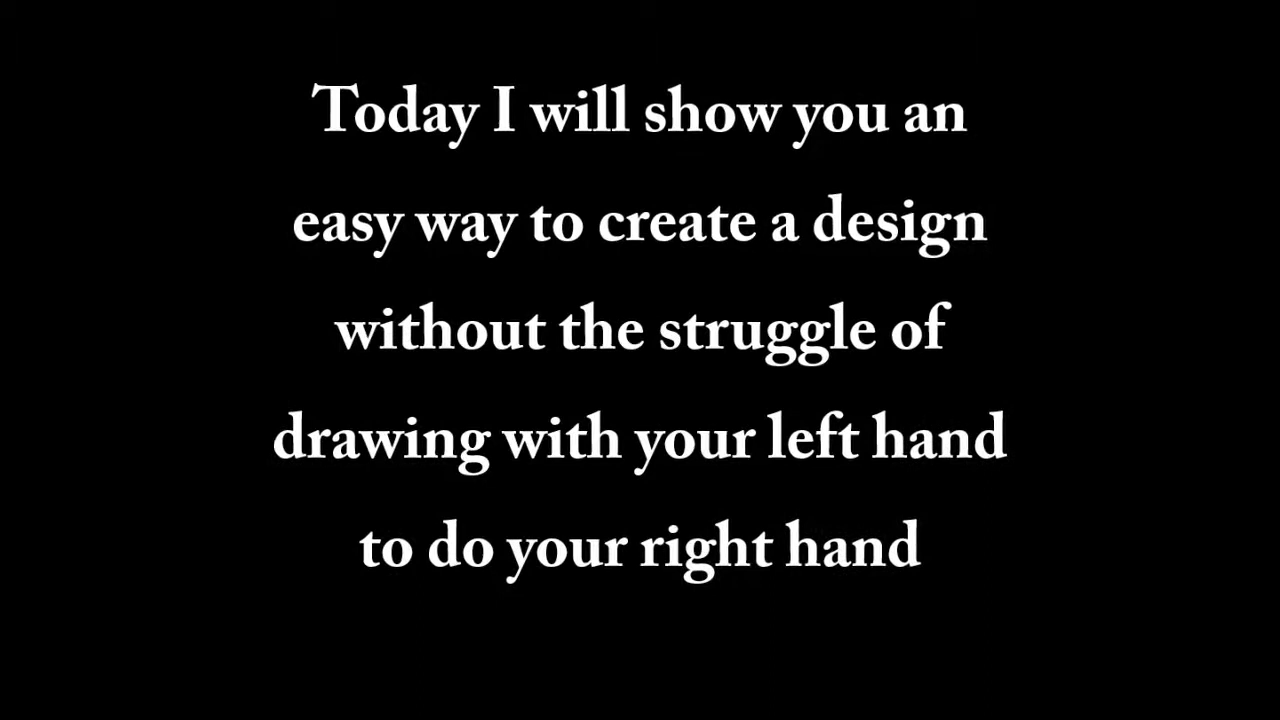 Today I will show you an
easy way to create a design
without the struggle of
drawing with your left hand
to do your right hand